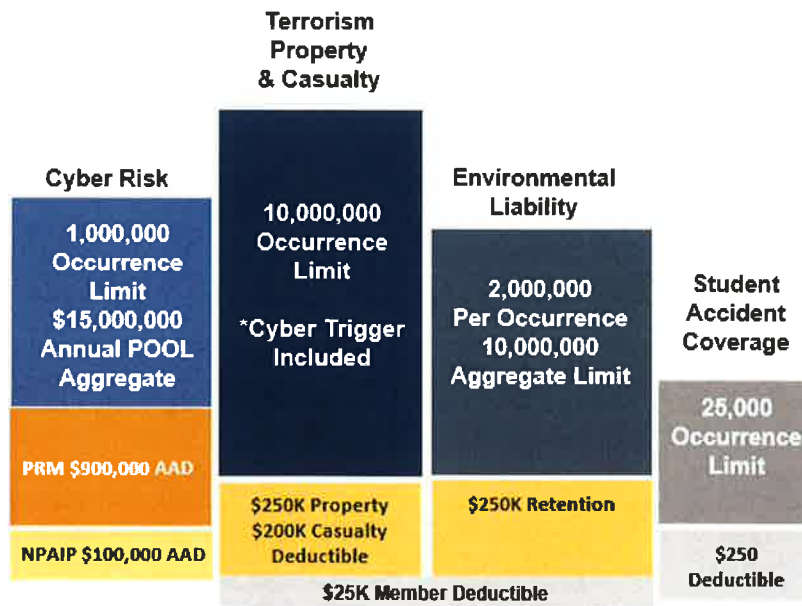 Terrorism
Property
& Casualty
Cyber Risk
Environmental
Liability
Student
Accident
Coverage
1,000,000
Occurrence
Limit
$15,000,000
Annual POOL
Aggregate
10,000,000
Occurrence
Limit
*Cyber Trigger
Included
2,000,000
Per Occurrence
10,000,000
Aggregate Limit
25,000
Occurrence
Limit
PRM $900,000 AAD
NPAIP $100,000 AAD
$250K Property
$200K Casualty
Deductible
$250K Retention
$250
Deductible
$25K Member Deductible